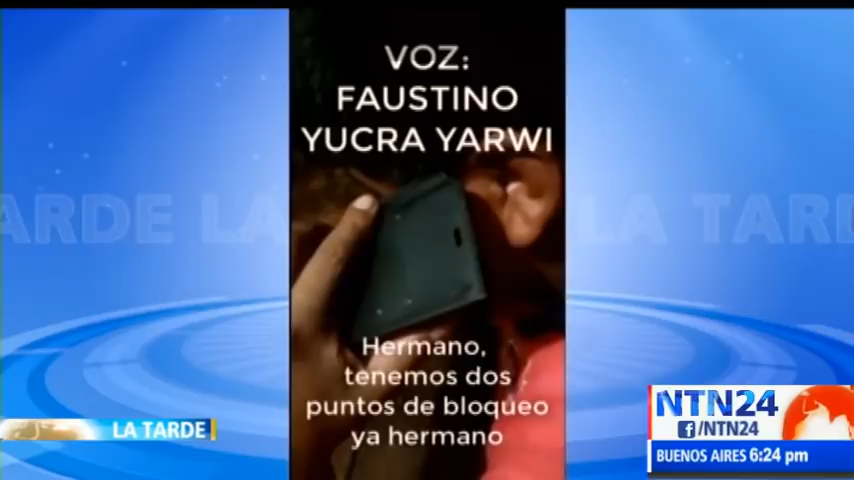 VOZ:
FAUSTINO
YUCRA YARWI
ARDE LA
LA TARDE
Hermano,
tenemos dos
puntos de bloqueo
ya hermano
LA TARDE
NTN24
f/NTN24
BUENOS AIRES 6:24 pm